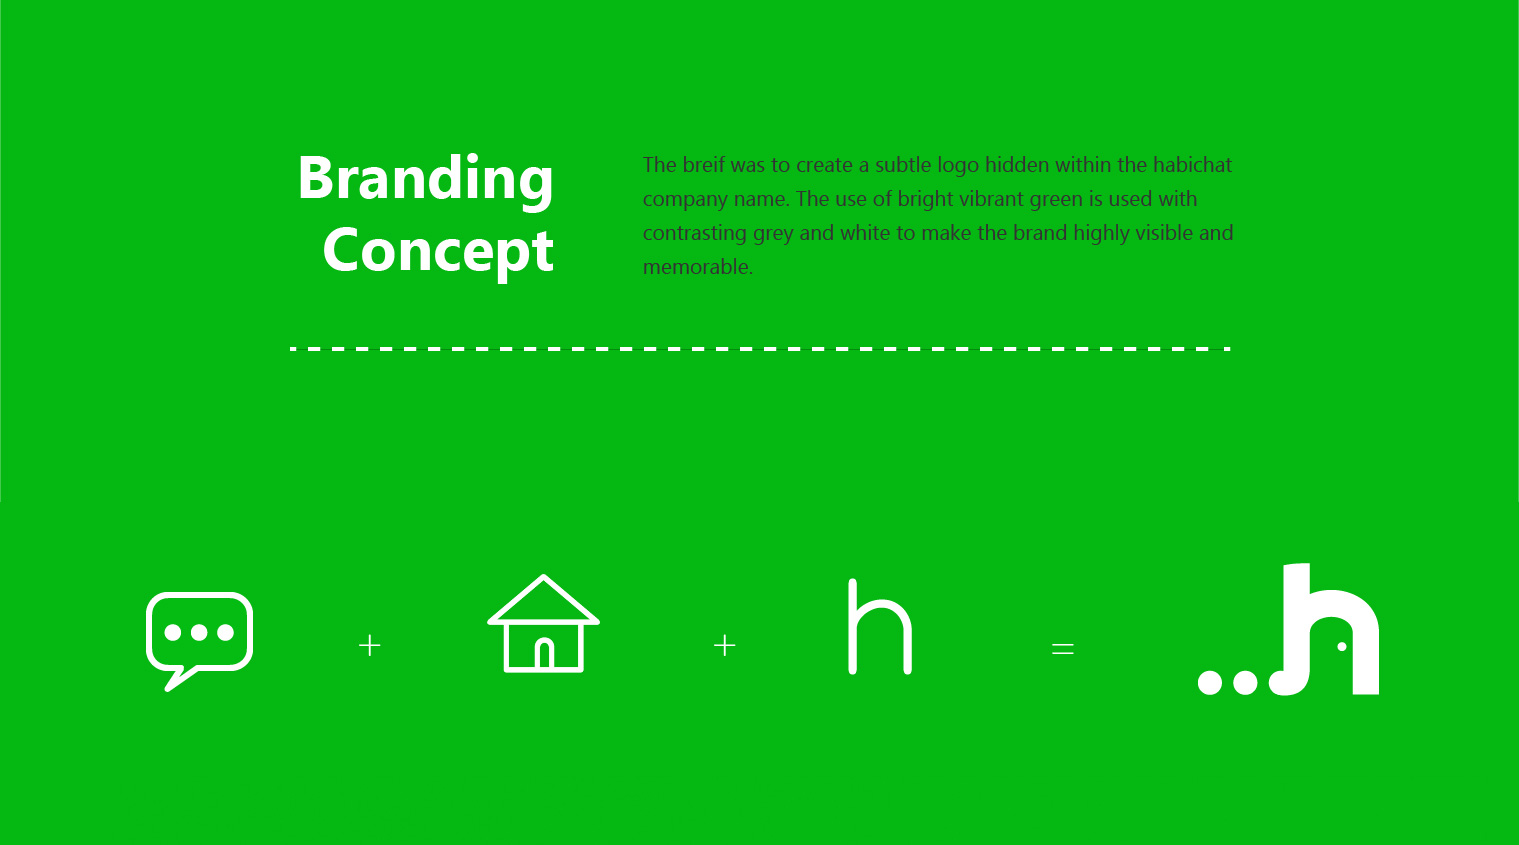 Branding
Concept
The breif was to create a subtle logo hidden within the habichat
company name. The use of bright vibrant green is used with
contrasting grey and white to make the brand highly visible and
memorable.
+ + h = ..h